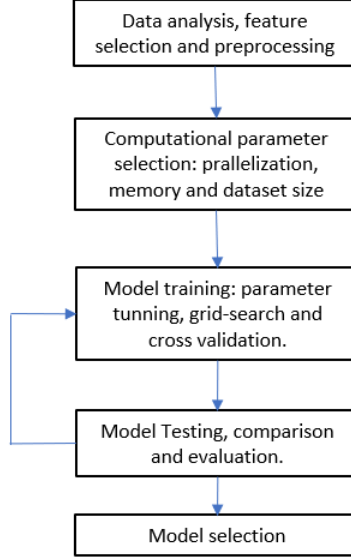 Data analysis, feature
selection and preprocessing
Computational parameter
selection: prallelization,
memory and dataset size
Model training: parameter
tunning, grid-search and
cross validation.
Model Testing, comparison
and evaluation.
Model selection